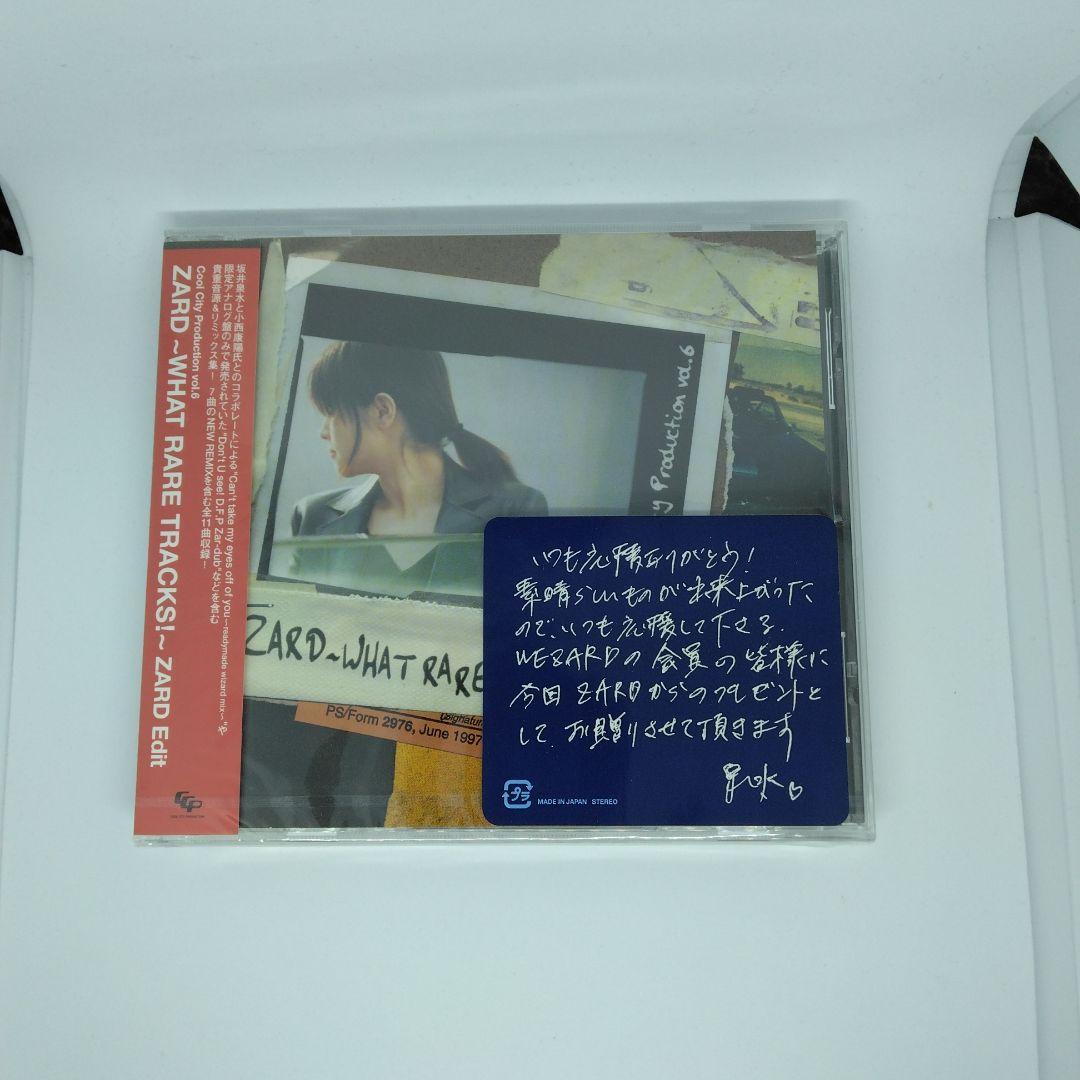 坂井泉水と小西康陽氏とのコラボレートによる"Can't take my eyes off of you~readymade wizard mix~"や
限定アナログ盤のみで発売されていた"Don't U see! D.F.P Zar-dub"などを含む
貴重音源&リミックス集! 7曲のNEW REMIXを含む全11曲収録!
Cool City Production vol.6
ZARD ~WHAT RARE TRACKS!~ ZARD Edit
CCP
COOL CITY PRODUCTION
y Production vol.6
ZARD~WHAT RARE
PS/Form 2976, June 1997
(Signatur
いつも応援ありがとう!
素晴らしいものが出来上がった
ので、いつも応援して下さる、
WEZARDの会員の皆様に
今回ZARDからのプレゼントと
して、お贈りさせて頂きます
泉水
プラ
MADE IN JAPAN STEREO